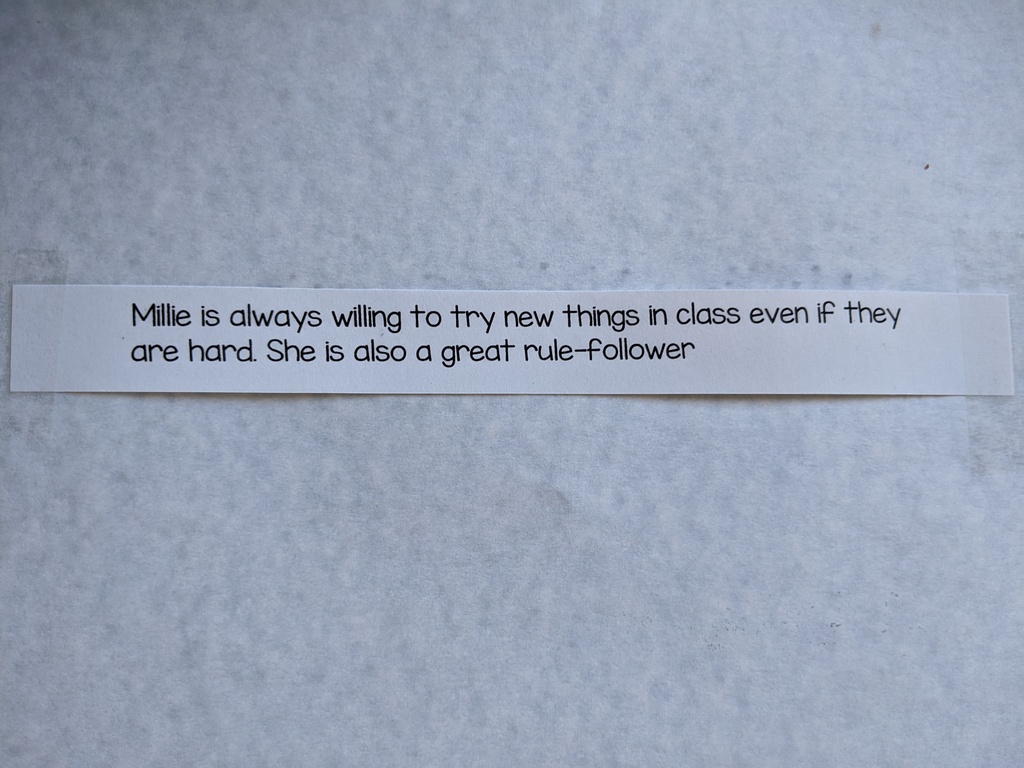 Millie is always willing to try new things in class even if they
are hard. She is also a great rule-follower